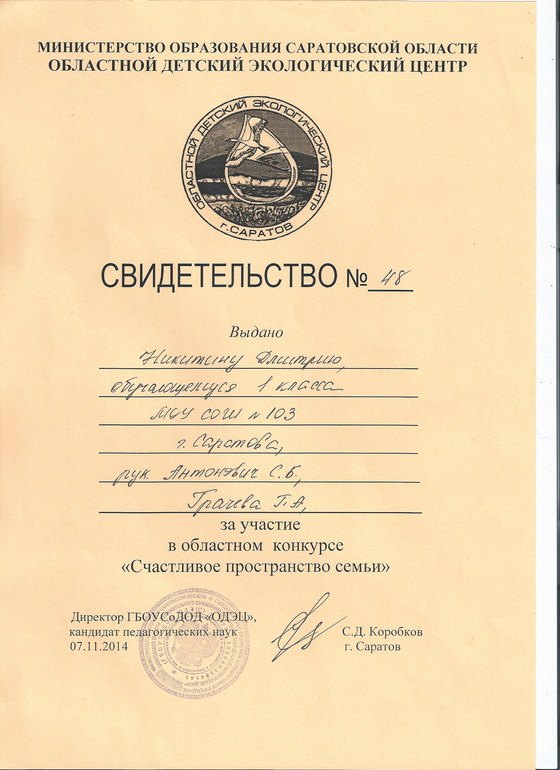 МИНИСТЕРСТВО ОБРАЗОВАНИЯ САРАТОВСКОЙ ОБЛАСТИ
ОБЛАСТНОЙ ДЕТСКИЙ ЭКОЛОГИЧЕСКИЙ ЦЕНТР
ОБЛАСТНОЙ ДЕТСКИЙ ЭКОЛОГИЧЕСКИЙ ЦЕНТР
Г.САРАТОВ
СВИДЕТЕЛЬСТВО № 48
Выдано
Никитину Дмитрию,
обучающемуся 1 класса
МОУ СОШ № 103
г. Саратова,
рук. Антонэвич С.Б.,
Грачева Г.А,
за участие
в областном конкурсе
«Счастливое пространство семьи»
Директор ГБОУСоДОД «ОДЭЦ»,
кандидат педагогических наук
С.Д. Коробков
07.11.2014
г. Саратов